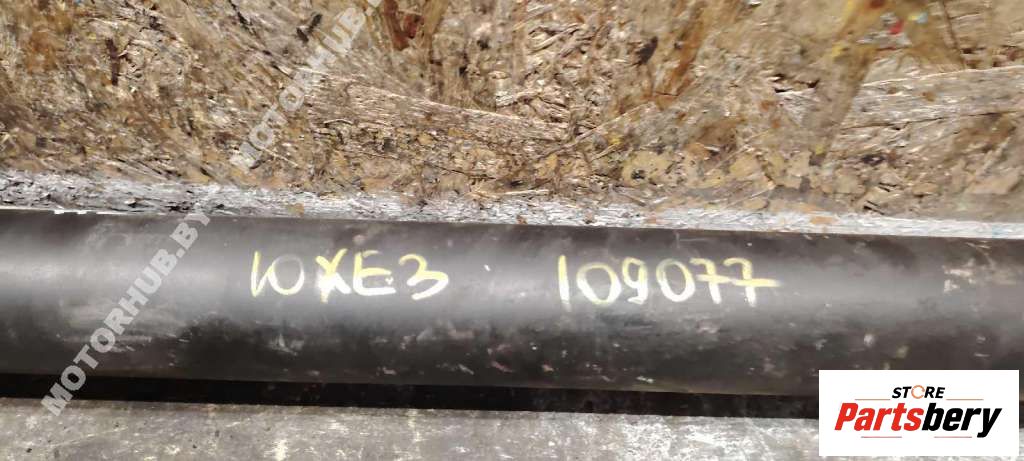 MOTORHUB.BY
MOTORHUB.BY
10XE3 109077
STORE
Partsbery